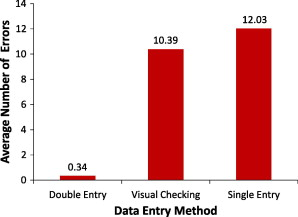 Average Number of Errors
14
12
10
8
6
4
2
0
0.34
10.39
12.03
Double Entry
Visual Checking
Single Entry
Data Entry Method